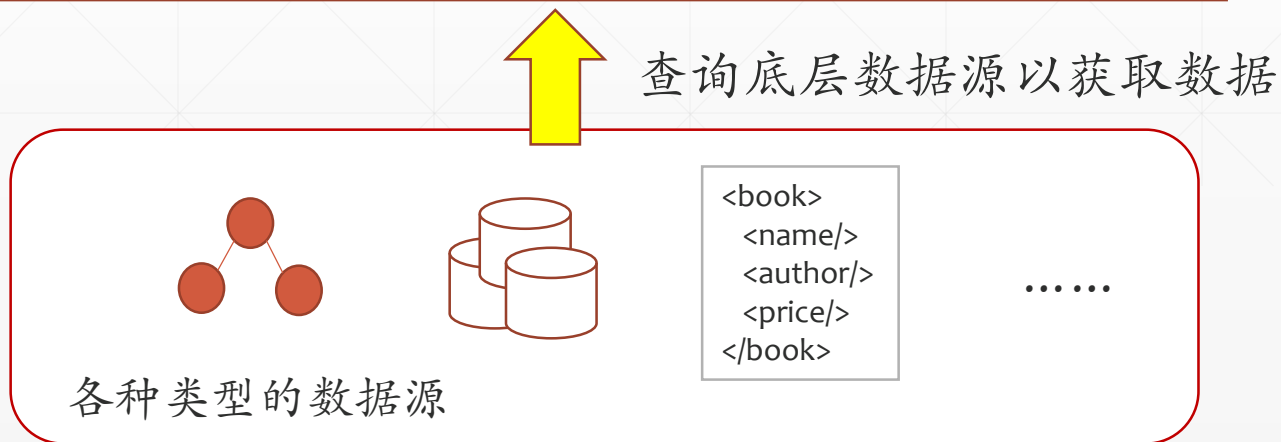 查询底层数据源以获取数据
<book>
<name/>
<author/>
<price/>
</book>
……
各种类型的数据源